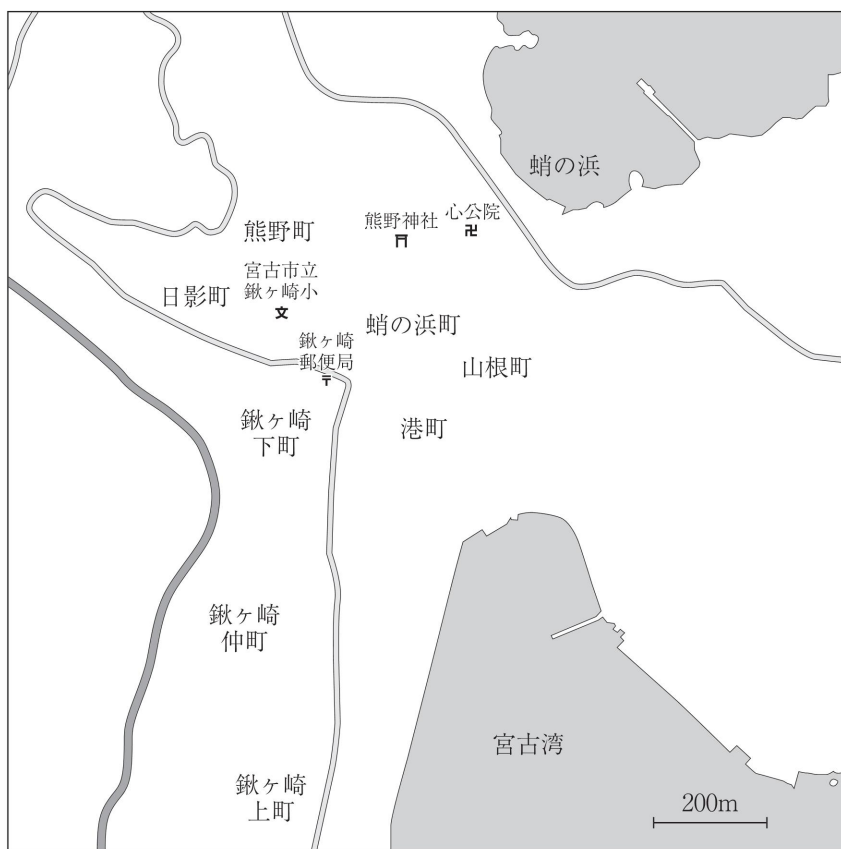 蛸の浜
熊野神社
心公院
熊野町
宮古市立
鍬ヶ崎小
日影町
蛸の浜町
鍬ヶ崎
郵便局
山根町
鍬ヶ崎
下町
港町
鍬ヶ崎
仲町
宮古湾
鍬ヶ崎
上町
200m